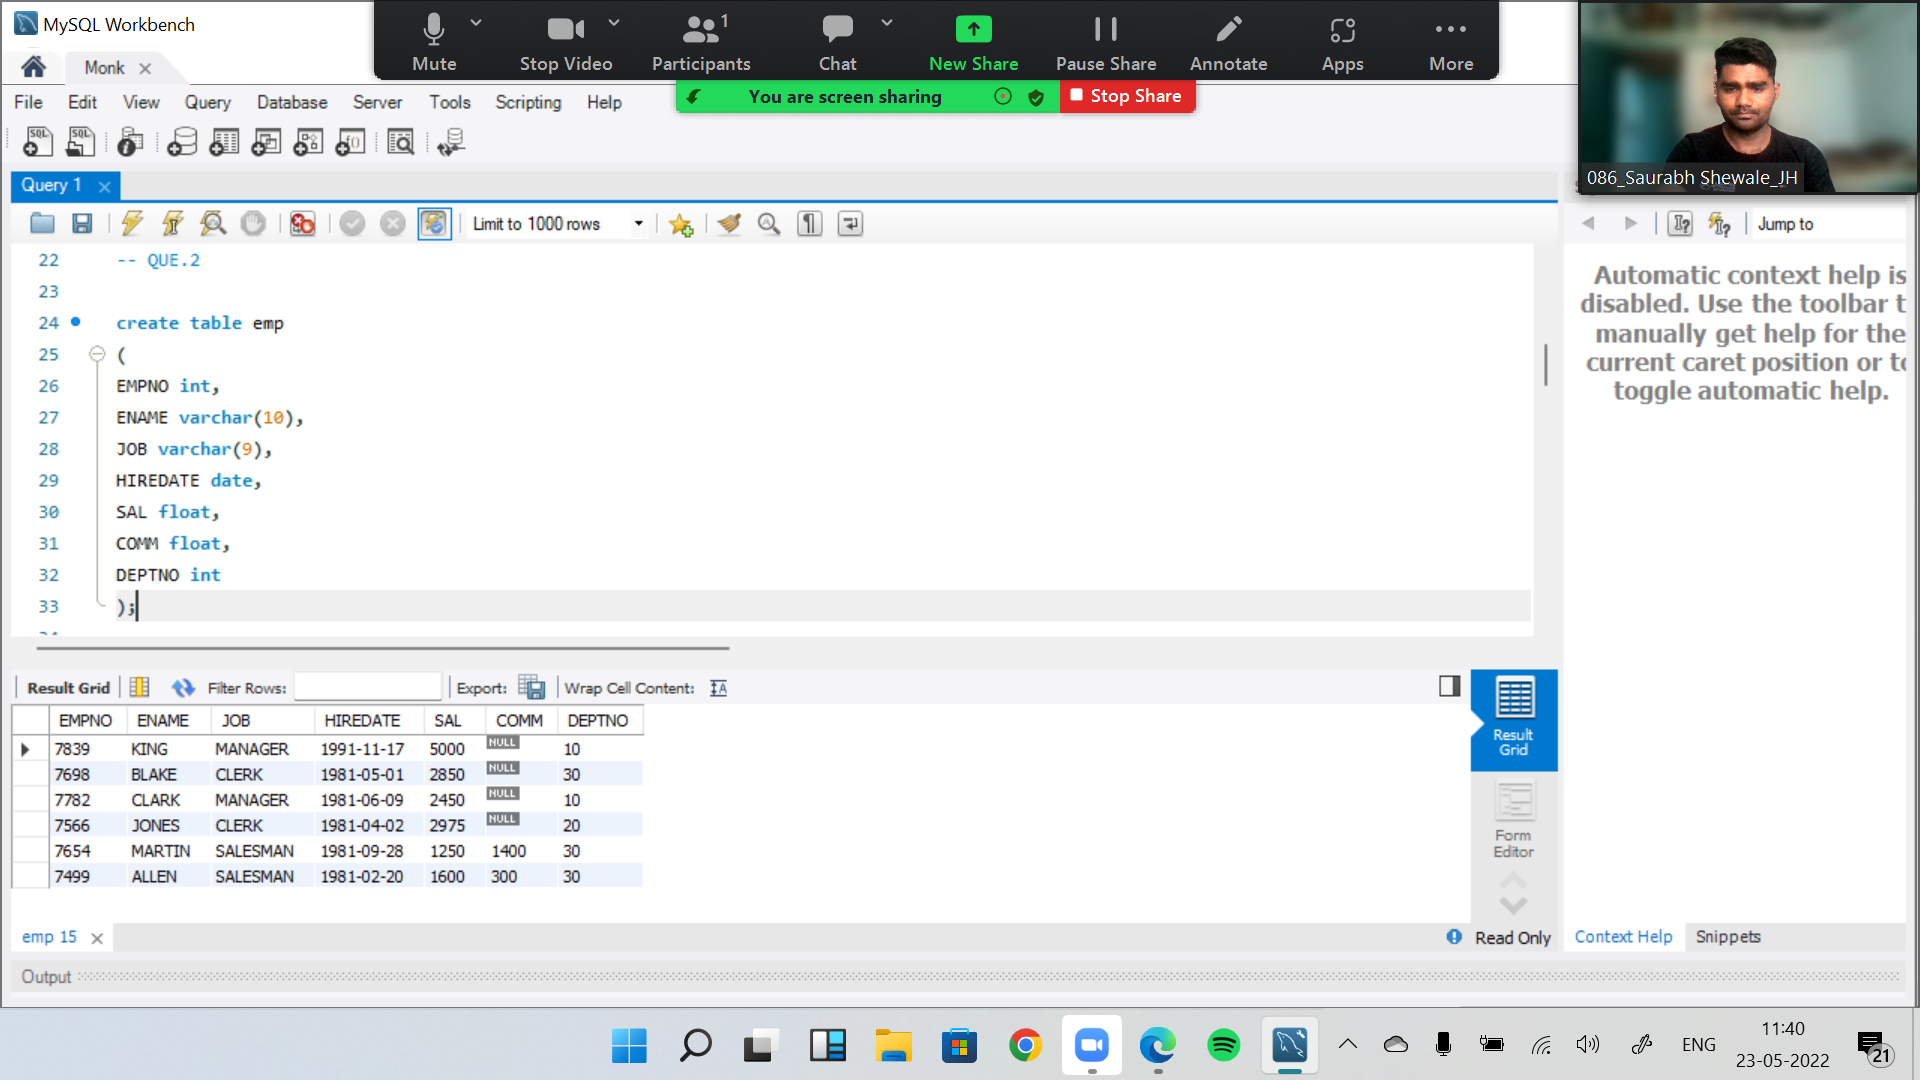 MySQL Workbench
Mute
Stop Video
Participants
1
Chat
New Share
Pause Share
Annotate
Apps
More
You are screen sharing
Stop Share
086_Saurabh Shewale_JH
Monk
File Edit View Query Database Server Tools Scripting Help
Query 1
Limit to 1000 rows
Jump to
22 -- QUE.2
23
24 create table emp
25 (
26 EMPNO int,
27 ENAME varchar(10),
28 JOB varchar(9),
29 HIREDATE date,
30 SAL float,
31 COMM float,
32 DEPTNO int
33 );
Automatic context help is
disabled. Use the toolbar t
manually get help for the
current caret position or to
toggle automatic help.
Result Grid Filter Rows: Export: Wrap Cell Content:
EMPNO ENAME JOB HIREDATE SAL COMM DEPTNO
7839 KING MANAGER 1991-11-17 5000 NULL 10
7698 BLAKE CLERK 1981-05-01 2850 NULL 30
7782 CLARK MANAGER 1981-06-09 2450 NULL 10
7566 JONES CLERK 1981-04-02 2975 NULL 20
7654 MARTIN SALESMAN 1981-09-28 1250 1400 30
7499 ALLEN SALESMAN 1981-02-20 1600 300 30
Result
Grid
Form
Editor
emp 15
Read Only
Context Help Snippets
Output
ENG
11:40
23-05-2022
21